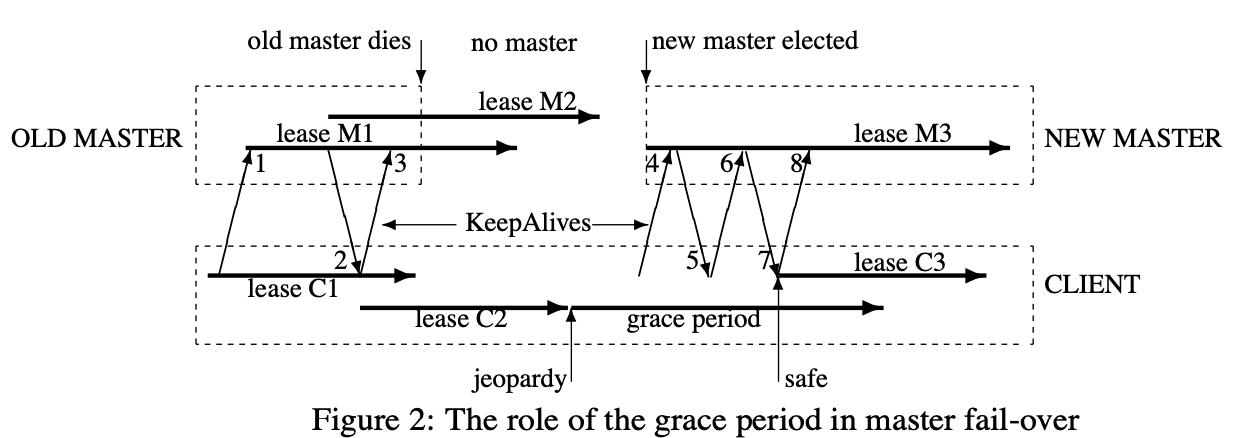 old master dies
no master
new master elected
lease M2
OLD MASTER
lease M1
lease M3
NEW MASTER
1
3
4
6
8
KeepAlives
2
5
7
lease C3
lease C1
CLIENT
lease C2
grace period
jeopardy
safe
Figure 2: The role of the grace period in master fail-over